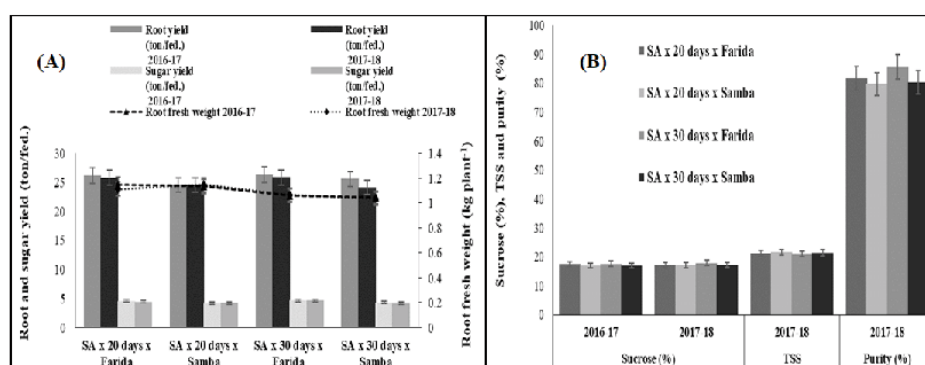 (A)
Root yield
(ton/fed.)
2016-17
Root yield
(ton/fed.)
2017-18
Sugar yield
(ton/fed.)
2016-17
Sugar yield
(ton/fed.)
2017-18
Root fresh weight 2016-17
Root fresh weight 2017-18
Root and sugar yield (ton/fed.)
30
25
20
15
10
5
0
1.4
1.2
1
0.8
0.6
0.4
0.2
0
Root fresh weight (kg plant⁻¹)
SA x 20 days x
Farida
SA x 20 days x
Samba
SA x 30 days x
Farida
SA x 30 days x
Samba
(B)
SA x 20 days x Farida
SA x 20 days x Samba
SA x 30 days x Farida
SA x 30 days x Samba
Sucrose (%), TSS and purity (%)
100
90
80
70
60
50
40
30
20
10
0
2016-17
2017-18
2017-18
2017-18
Sucrose (%)
TSS
Purity (%)